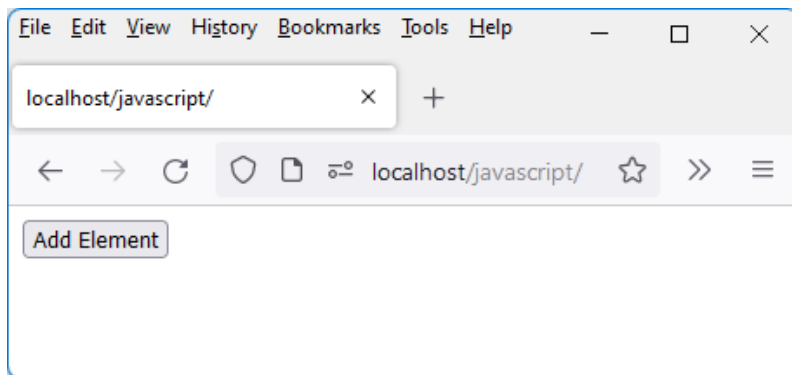 File Edit View History Bookmarks Tools Help
localhost/javascript/
localhost/javascript/
Add Element